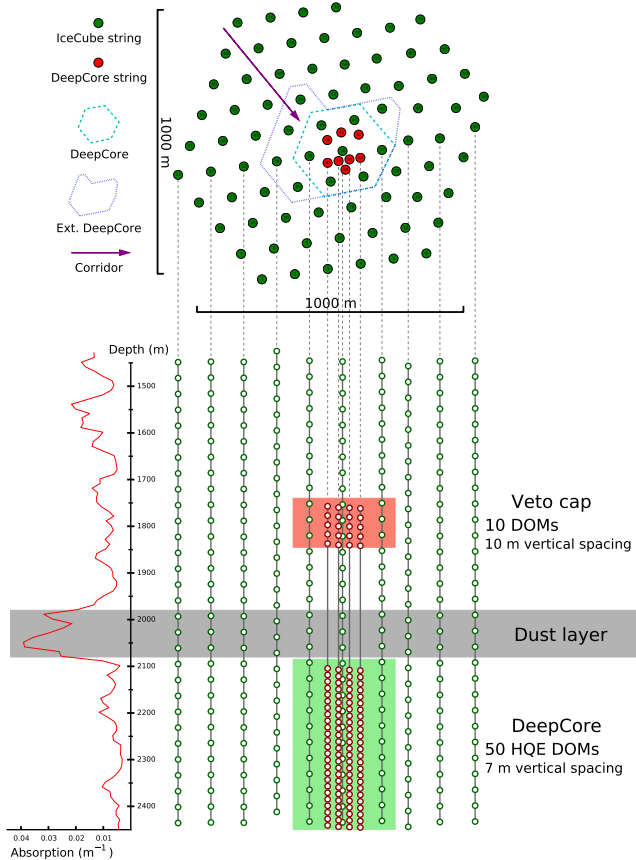 IceCube string
DeepCore string
DeepCore
Ext. DeepCore
Corridor
1000 m
1000 m
Depth (m)
1500
1600
1700
1800
1900
2000
2100
2200
2300
2400
Veto cap
10 DOMs
10 m vertical spacing
Dust layer
DeepCore
50 HQE DOMs
7 m vertical spacing
0.04 0.03 0.02 0.01
Absorption (m⁻¹)